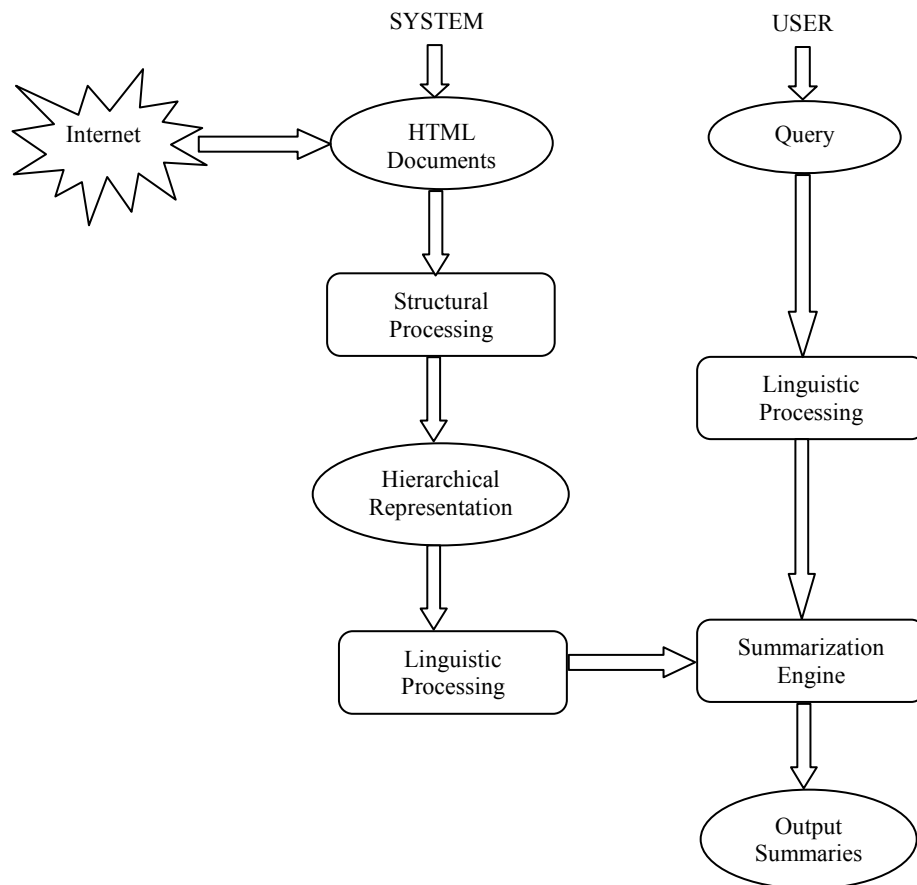 SYSTEM
USER
Internet
HTML
Documents
Query
Structural
Processing
Linguistic
Processing
Hierarchical
Representation
Linguistic
Processing
Summarization
Engine
Output
Summaries